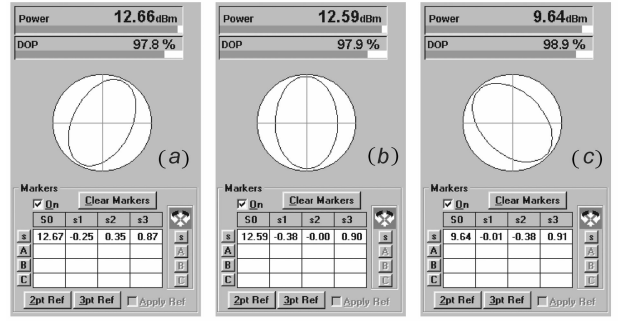 Power 12.66dBm
DOP 97.8 %
(a)
Markers
On Clear Markers
S0 s1 s2 s3
s 12.67 -0.25 0.35 0.87 s
A A
B B
C C
2pt Ref 3pt Ref Apply Ref
Power 12.59dBm
DOP 97.9 %
(b)
Markers
On Clear Markers
S0 s1 s2 s3
s 12.59 -0.38 -0.00 0.90 s
A A
B B
C C
2pt Ref 3pt Ref Apply Ref
Power 9.64dBm
DOP 98.9 %
(c)
Markers
On Clear Markers
S0 s1 s2 s3
s 9.64 -0.01 -0.38 0.91 s
A A
B B
C C
2pt Ref 3pt Ref Apply Ref